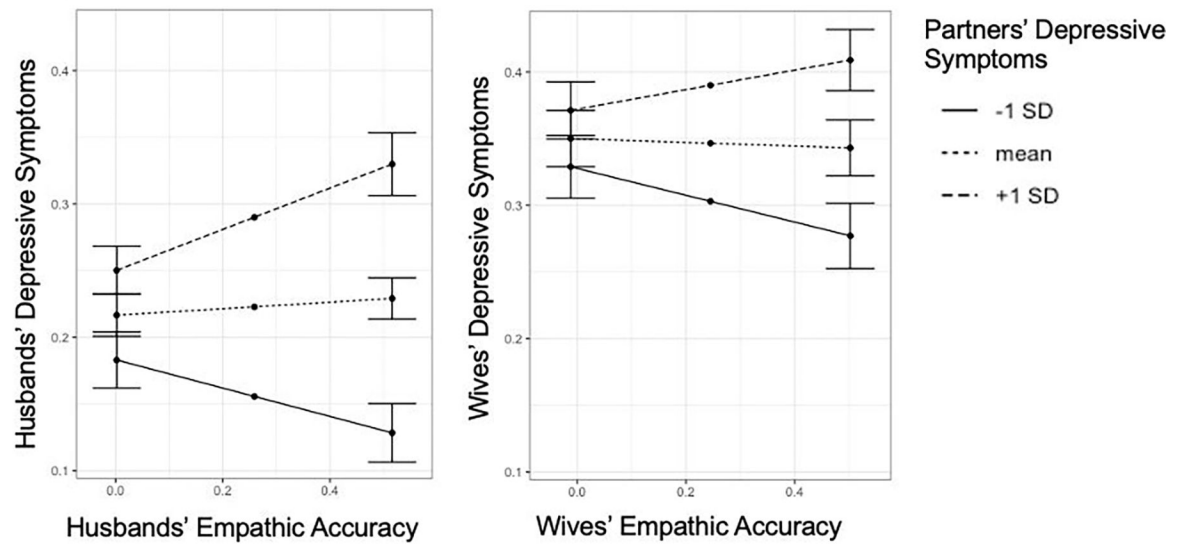 Husbands’ Depressive Symptoms
0.4
0.3
0.2
0.1
0.0
0.2
0.4
Husbands’ Empathic Accuracy
Wives’ Depressive Symptoms
0.4
0.3
0.2
0.1
0.0
0.2
0.4
Wives’ Empathic Accuracy
Partners’ Depressive
Symptoms
-1 SD
mean
+1 SD